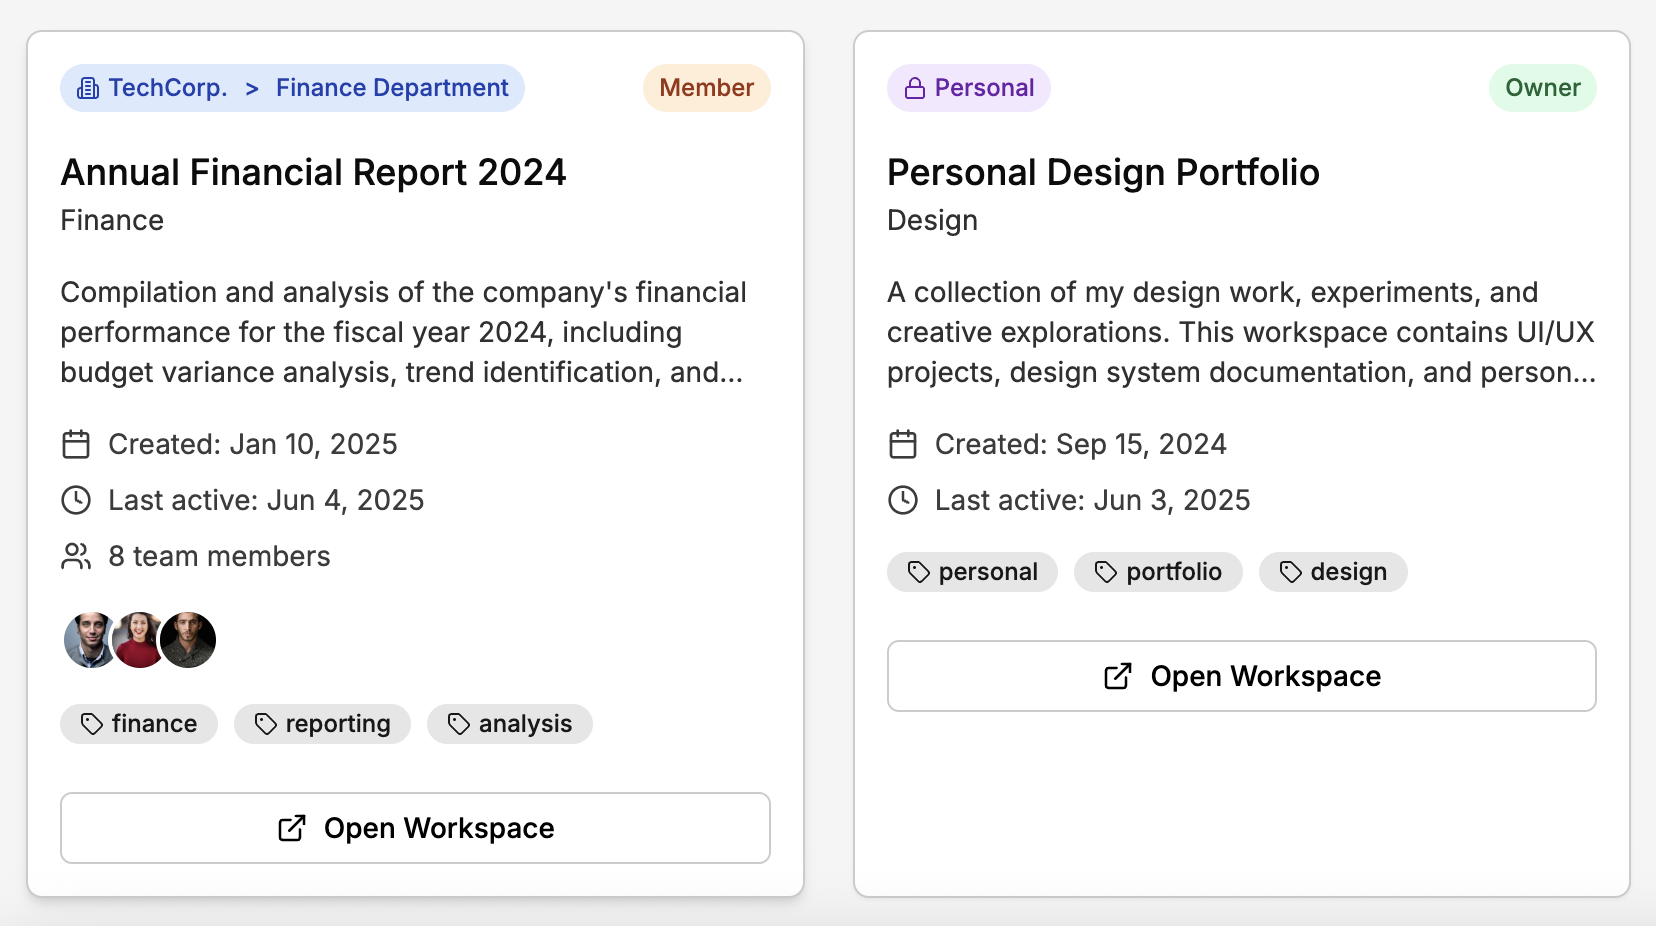 TechCorp. > Finance Department
Member
Annual Financial Report 2024
Finance
Compilation and analysis of the company's financial
performance for the fiscal year 2024, including
budget variance analysis, trend identification, and...
Created: Jan 10, 2025
Last active: Jun 4, 2025
8 team members
finance
reporting
analysis
Open Workspace
Personal
Owner
Personal Design Portfolio
Design
A collection of my design work, experiments, and
creative explorations. This workspace contains UI/UX
projects, design system documentation, and person...
Created: Sep 15, 2024
Last active: Jun 3, 2025
personal
portfolio
design
Open Workspace